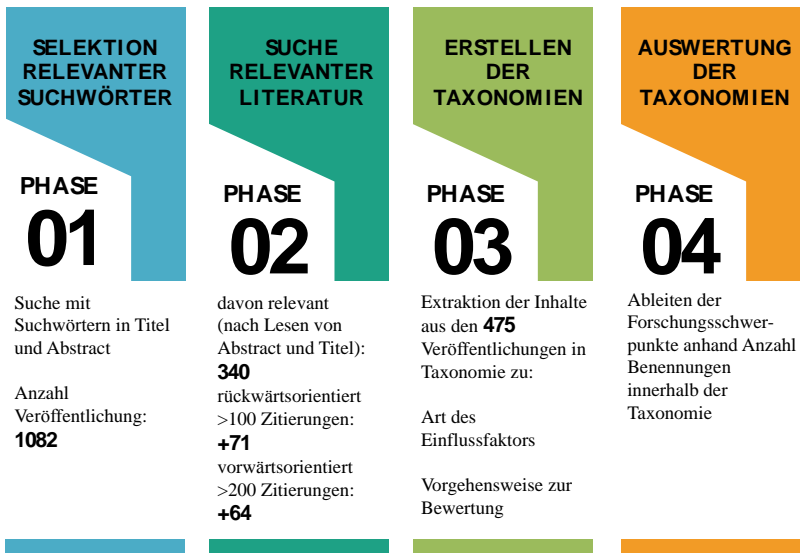 SELEKTION
RELEVANTER
SUCHWÖRTER
PHASE
01
Suche mit
Suchwörtern in Titel
und Abstract
Anzahl
Veröffentlichung:
1082
SUCHE
RELEVANTER
LITERATUR
PHASE
02
davon relevant
(nach Lesen von
Abstract und Titel):
340
rückwärtsorientiert
>100 Zitierungen:
+71
vorwärtsorientiert
>200 Zitierungen:
+64
ERSTELLEN
DER
TAXONOMIEN
PHASE
03
Extraktion der Inhalte
aus den 475
Veröffentlichungen in
Taxonomie zu:
Art des
Einflussfaktors
Vorgehensweise zur
Bewertung
AUSWERTUNG
DER
TAXONOMIEN
PHASE
04
Ableiten der
Forschungsschwer-
punkte anhand Anzahl
Benennungen
innerhalb der
Taxonomie